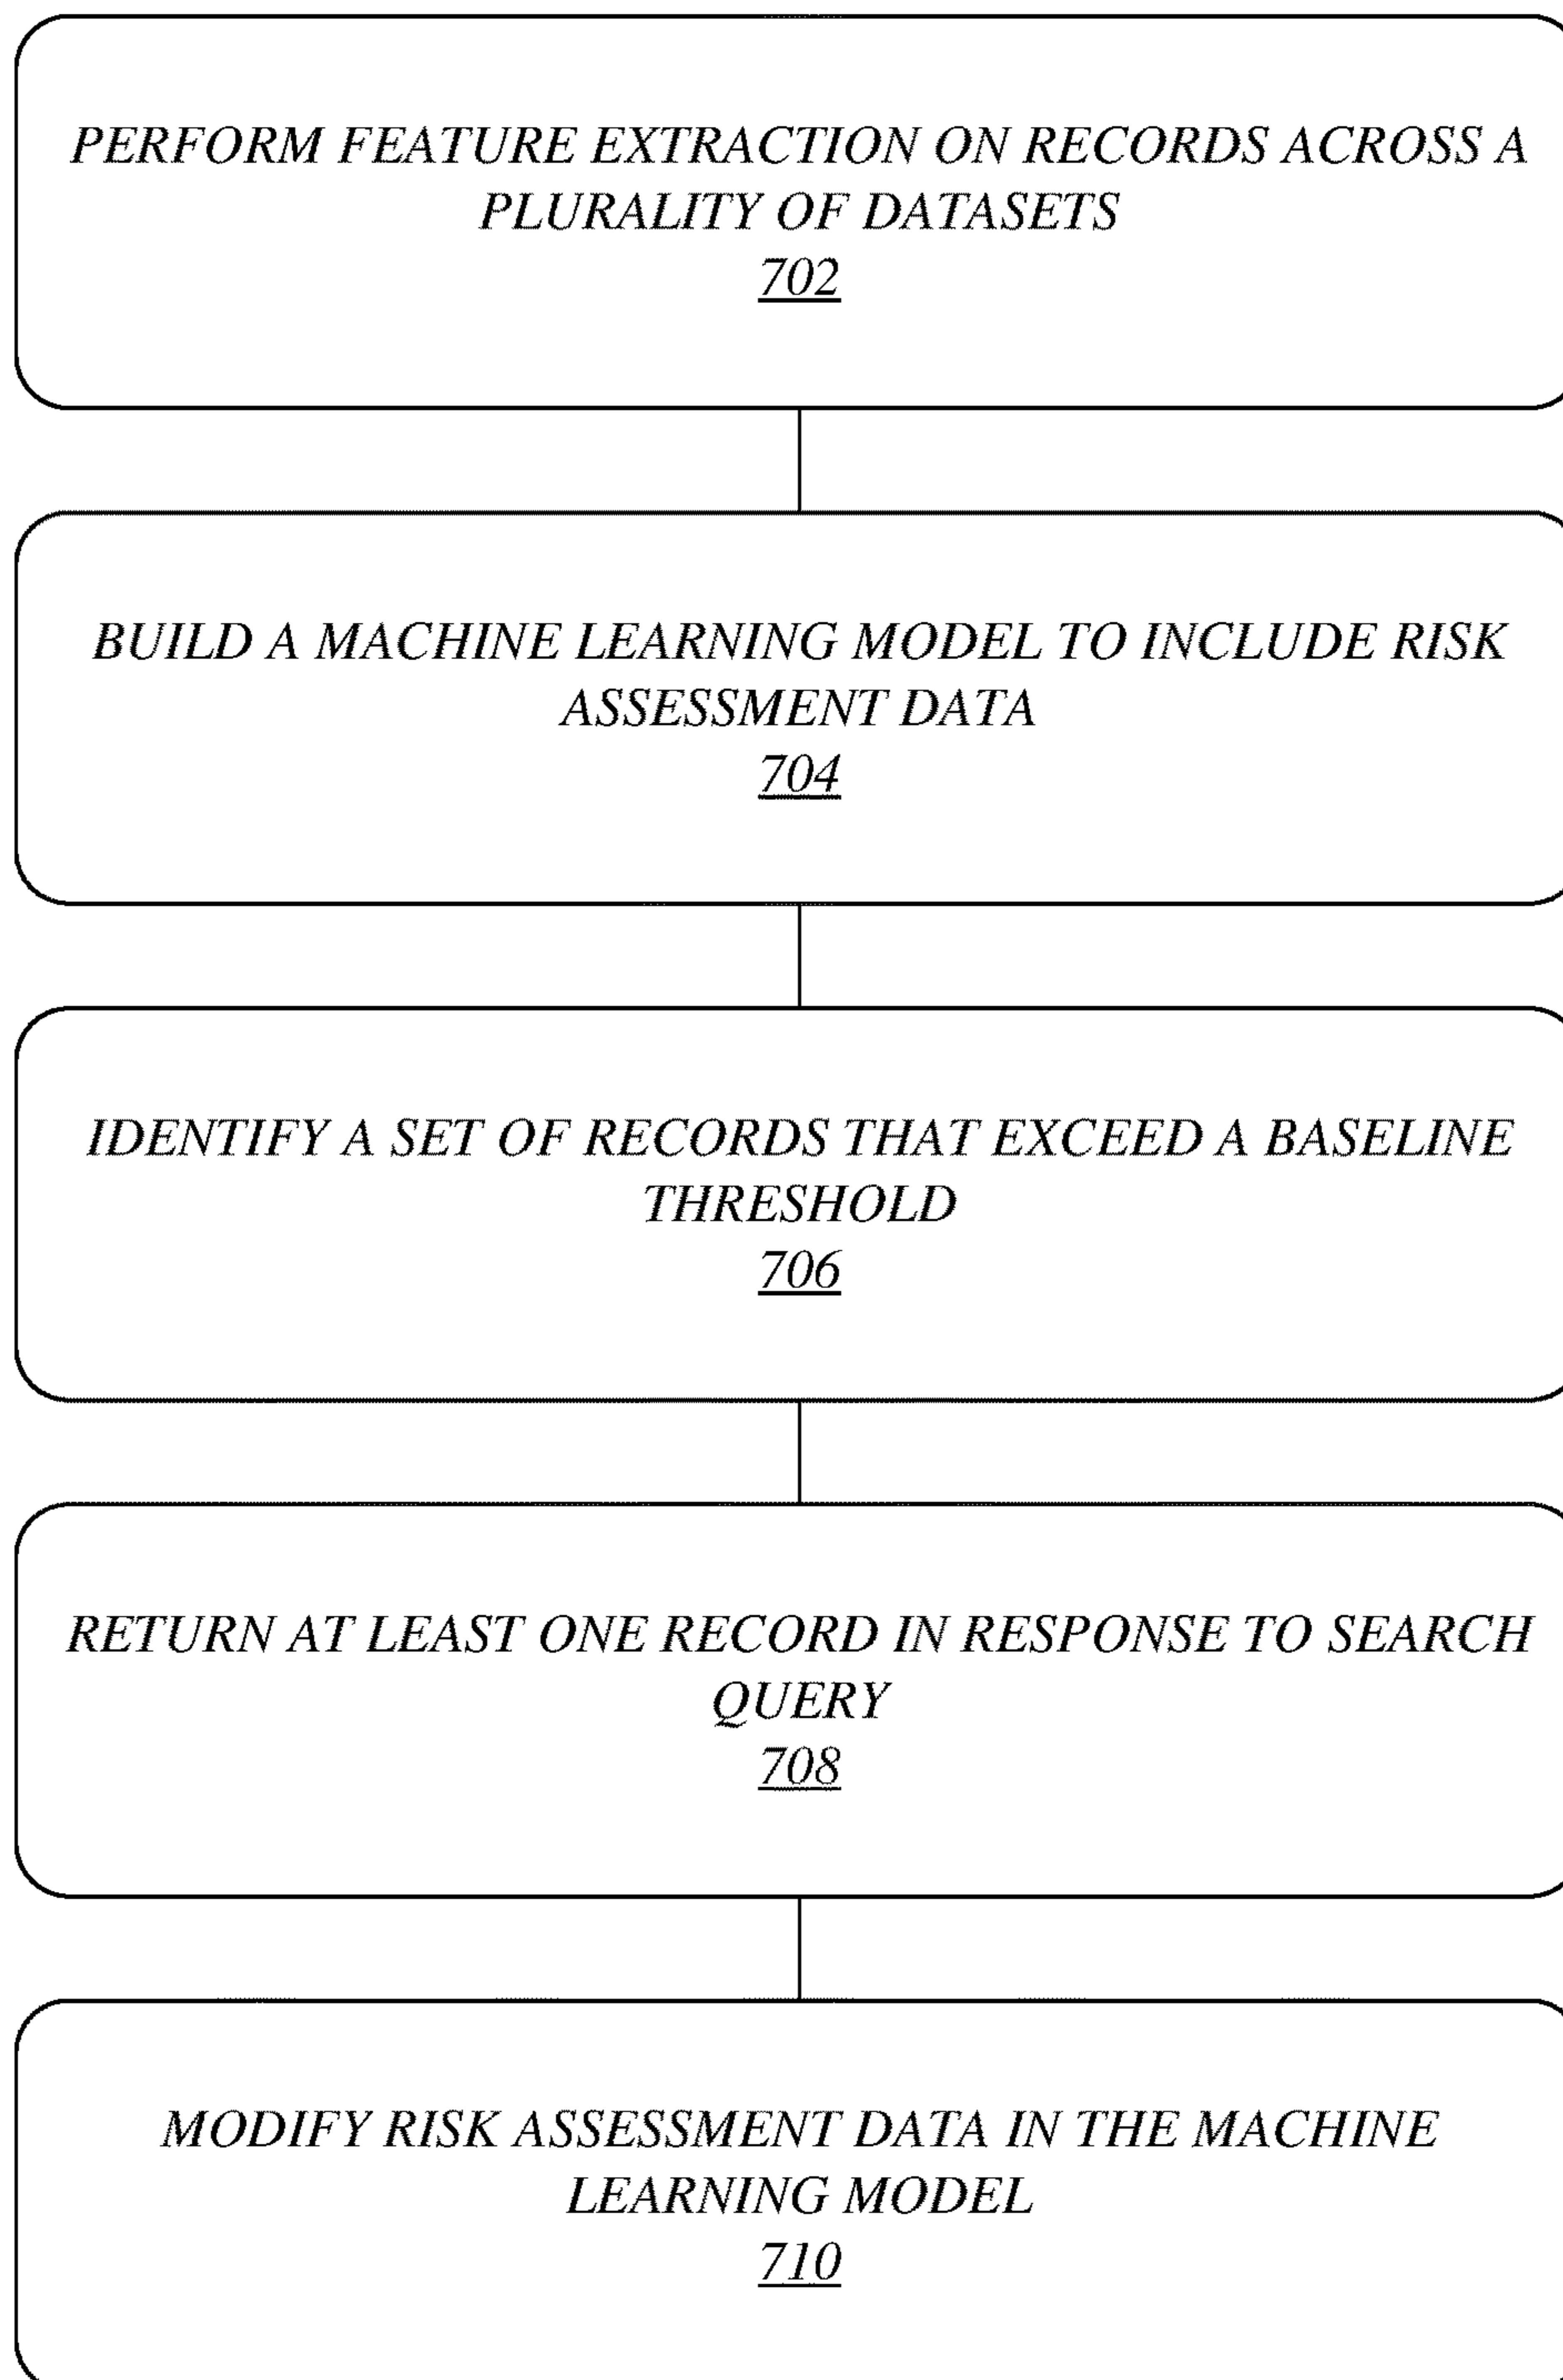 PERFORM FEATURE EXTRACTION ON RECORDS ACROSS A
PLURALITY OF DATASETS
702
BUILD A MACHINE LEARNING MODEL TO INCLUDE RISK
ASSESSMENT DATA
704
IDENTIFY A SET OF RECORDS THAT EXCEED A BASELINE
THRESHOLD
706
RETURN AT LEAST ONE RECORD IN RESPONSE TO SEARCH
QUERY
708
MODIFY RISK ASSESSMENT DATA IN THE MACHINE
LEARNING MODEL
710